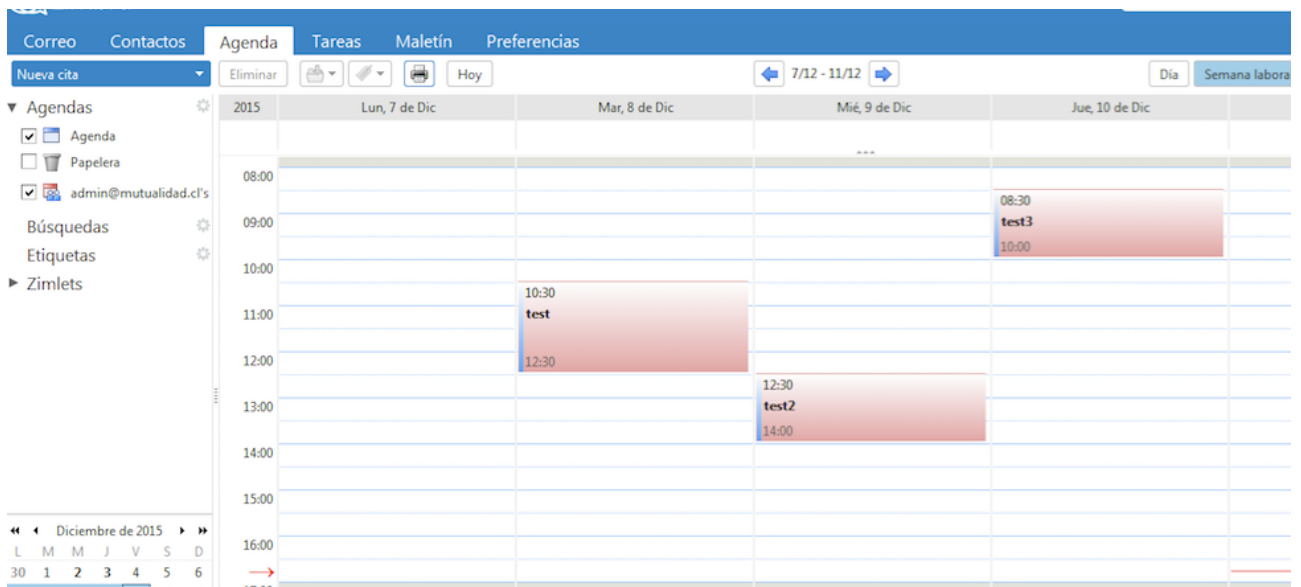 Correo Contactos Agenda Tareas Maletín Preferencias
Nueva cita Eliminar Hoy 7/12 - 11/12 Día Semana labora
Agendas
Agenda
Papelera
admin@mutualidad.cl's
Búsquedas
Etiquetas
Zimlets
2015 Lun, 7 de Dic Mar, 8 de Dic Mié, 9 de Dic Jue, 10 de Dic
08:00
08:30
test3
09:00
10:00
10:00
10:30
test
11:00
12:00
12:30
12:30
test2
13:00
14:00
14:00
15:00
16:00
Diciembre de 2015
L M M J V S D
30 1 2 3 4 5 6